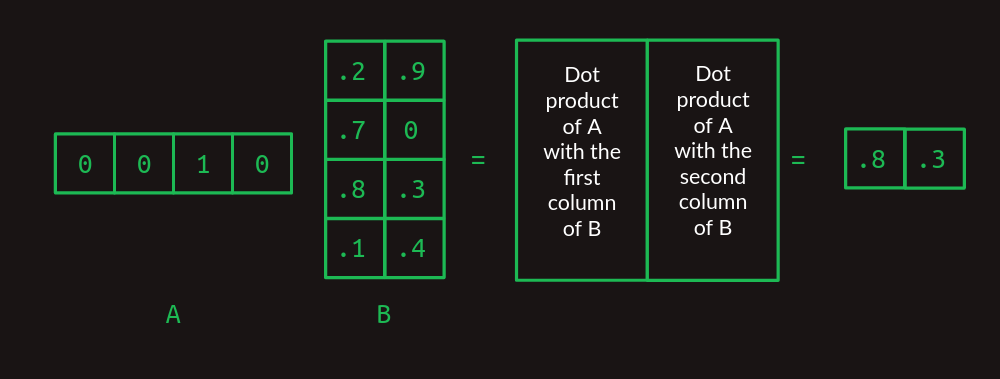 0 0 1 0
A
.2 .9
.7 0
.8 .3
.1 .4
B
=
Dot
product
of A
with the
first
column
of B
Dot
product
of A
with the
second
column
of B
=
.8 .3